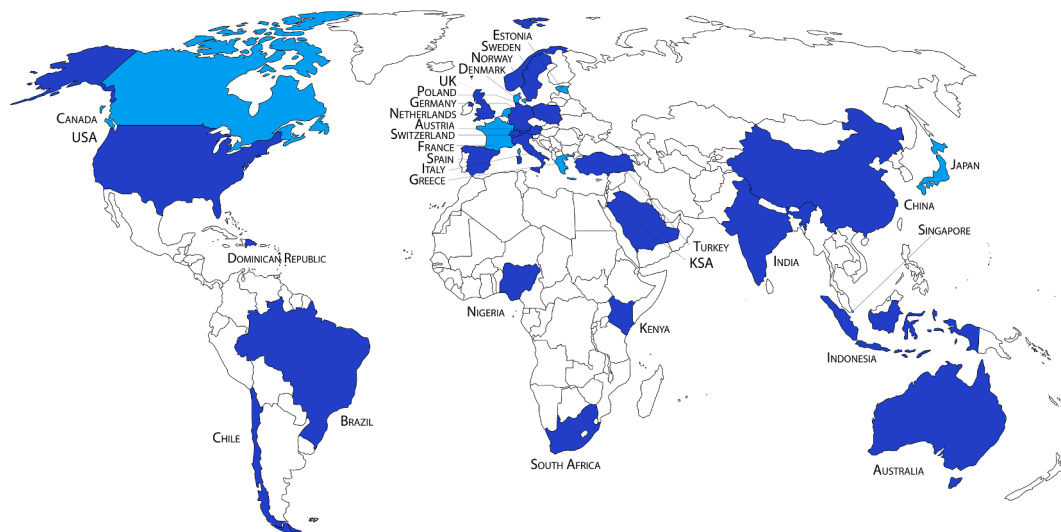 Estonia
Sweden
Norway
Denmark
UK
Poland
Germany
Netherlands
Austria
Switzerland
France
Spain
Italy
Greece
Canada
USA
Japan
China
Singapore
Dominican Republic
Turkey
KSA
India
Nigeria
Kenya
Indonesia
Brazil
Chile
South Africa
Australia